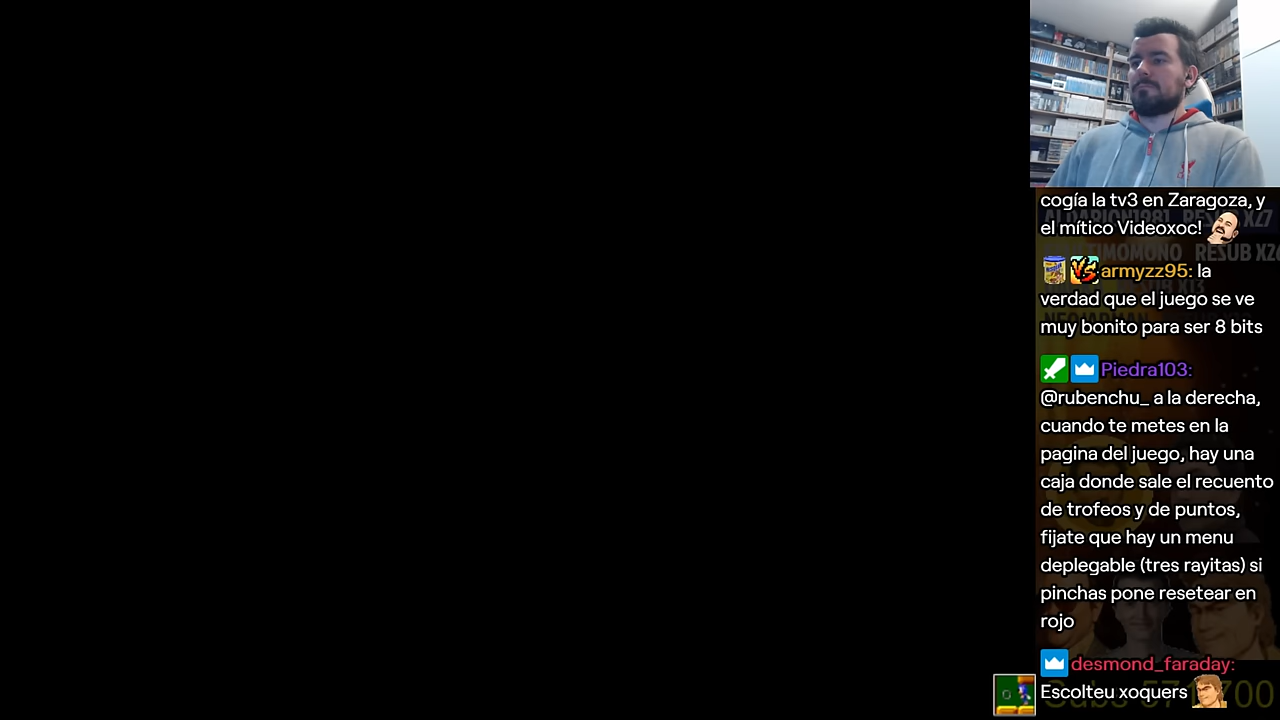 cogía la tv3 en Zaragoza, y
el mítico Videoxoc!
RESUB XZ6
armyzz95: la
verdad que el juego se ve
muy bonito para ser 8 bits
Piedra103:
@rubenchu_ a la derecha,
cuando te metes en la
pagina del juego, hay una
caja donde sale el recuento
de trofeos y de puntos,
fijate que hay un menu
deplegable (tres rayitas) si
pinchas pone resetear en
rojo
desmond_faraday:
Escolteu xoquers